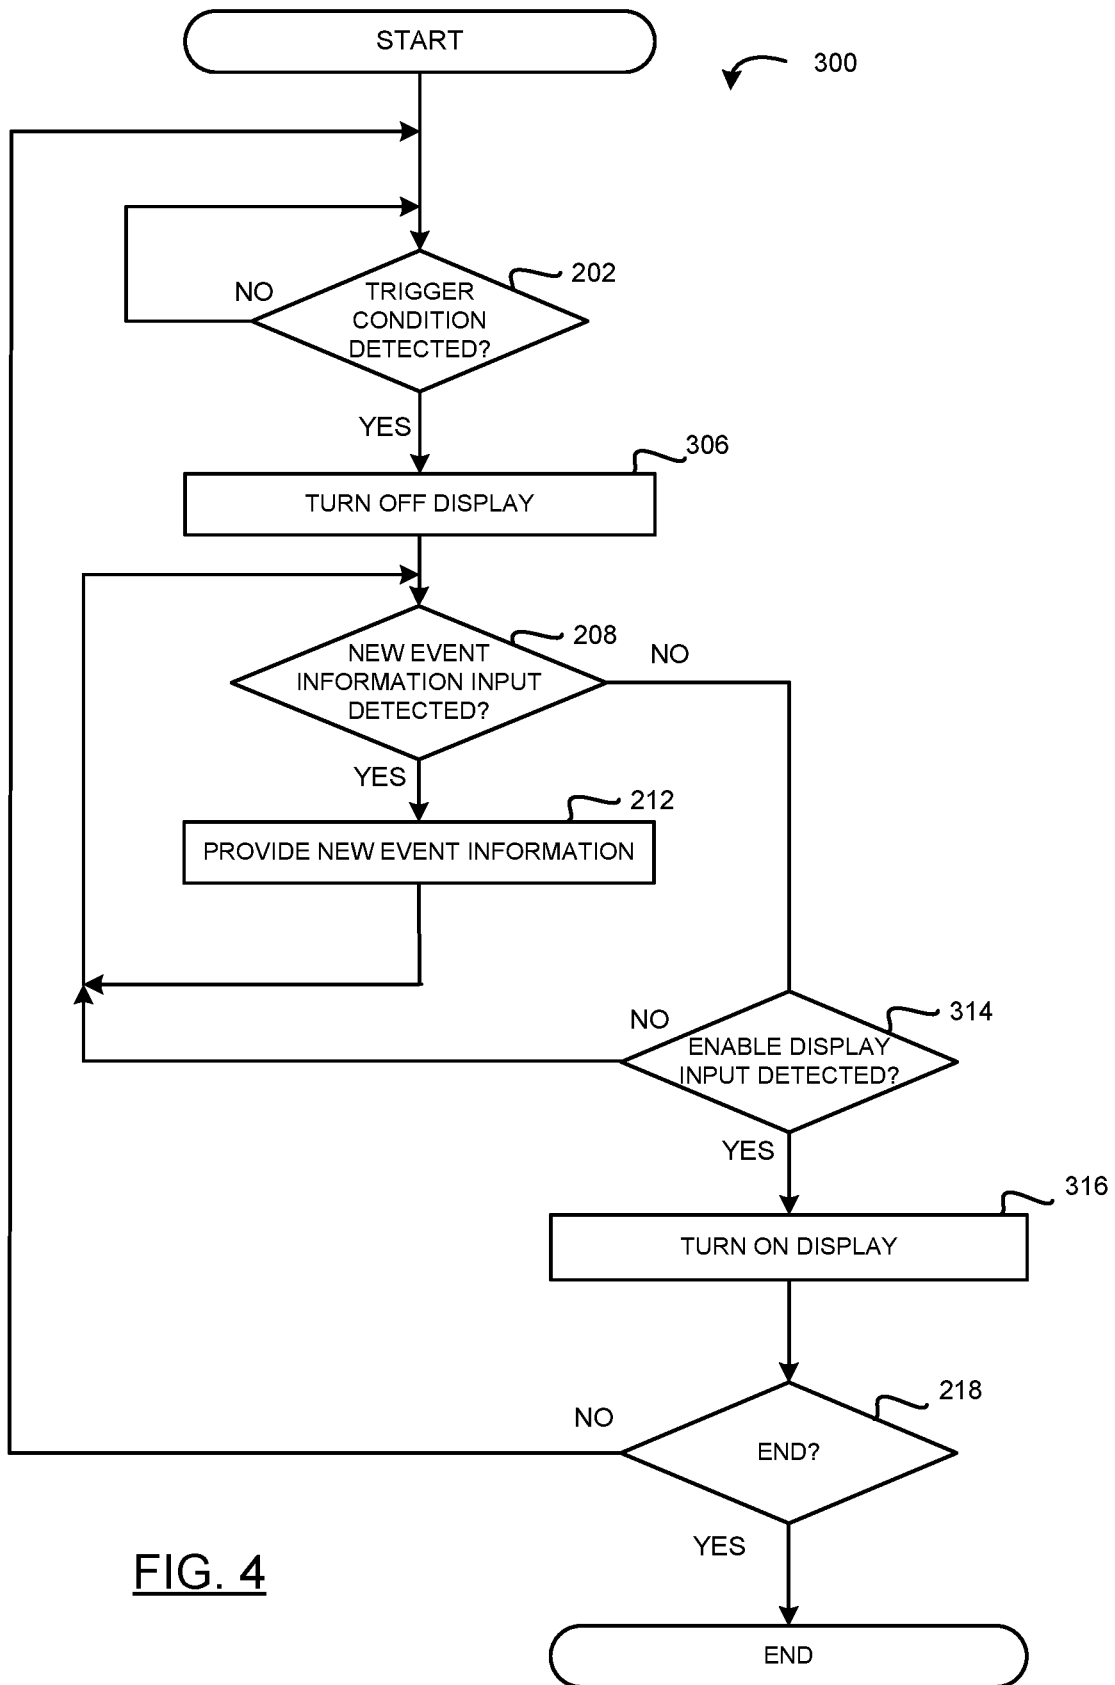 START
300
202
NO
TRIGGER
CONDITION
DETECTED?
YES
306
TURN OFF DISPLAY
208
NO
NEW EVENT
INFORMATION INPUT
DETECTED?
YES
212
PROVIDE NEW EVENT INFORMATION
314
NO
ENABLE DISPLAY
INPUT DETECTED?
YES
316
TURN ON DISPLAY
218
NO
END?
YES
FIG. 4
END